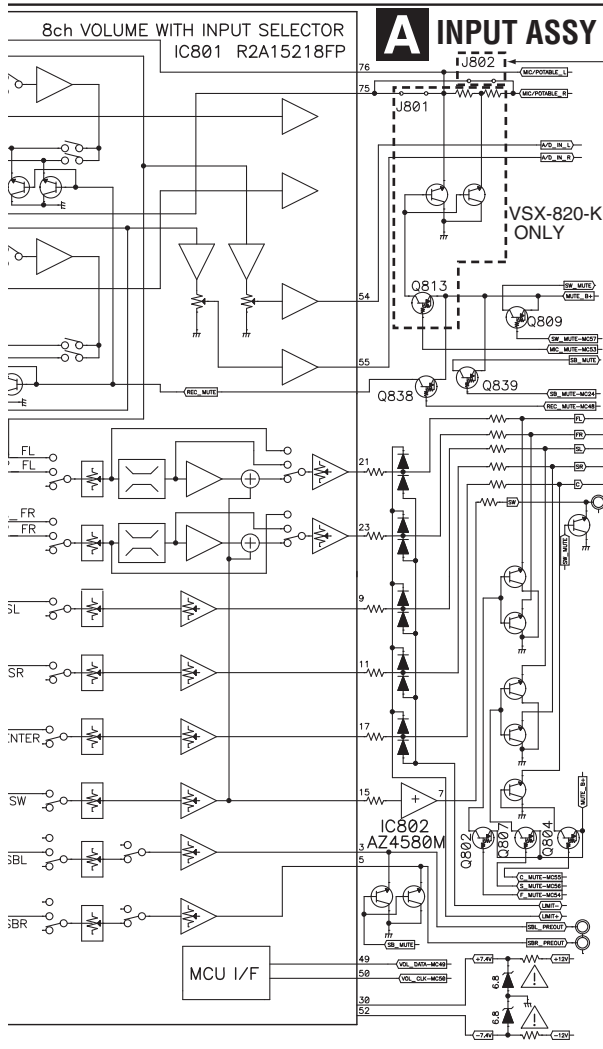 8ch VOLUME WITH INPUT SELECTOR
IC801 R2A15218FP
A INPUT ASSY
J802
76
MIC/POTABLE_L
75
MIC/POTABLE_R
J801
A/D_IN_L
A/D_IN_R
VSX-820-K
ONLY
Q813
SW_MUTE
MUTE_B+
54
Q809
SW_MUTE-MC57
MIC_MUTE-MC53
SB_MUTE
55
Q839
Q838
REC_MUTE
SB_MUTE-MC24
REC_MUTE-MC48
FL
FR
SL
SR
C
SW
FL
FL
21
FR
FR
23
SW_MUTE
SL
9
SR
11
ENTER
17
SW
15
+
7
IC802
AZ4580M
MUTE_B+
Q802
Q807
Q804
SBL
3
5
C_MUTE-MC55
S_MUTE-MC56
F_MUTE-MC54
LIMIT-
LIMIT+
SBR
SBL_PREOUT
SBR_PREOUT
SB_MUTE
MCU I/F
49
VOL_DATA-MC49
50
VOL_CLK-MC50
30
52
+7.4V
+12V
6.8
6.8
-7.4V
-12V